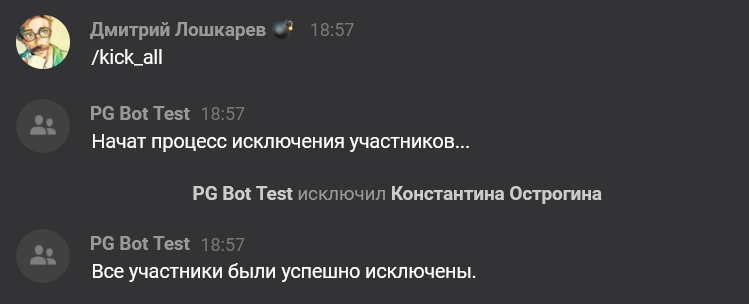 Дмитрий Лошкарев 💣 18:57
/kick_all
PG Bot Test 18:57
Начат процесс исключения участников...
PG Bot Test исключил Константина Острогина
PG Bot Test 18:57
Все участники были успешно исключены.